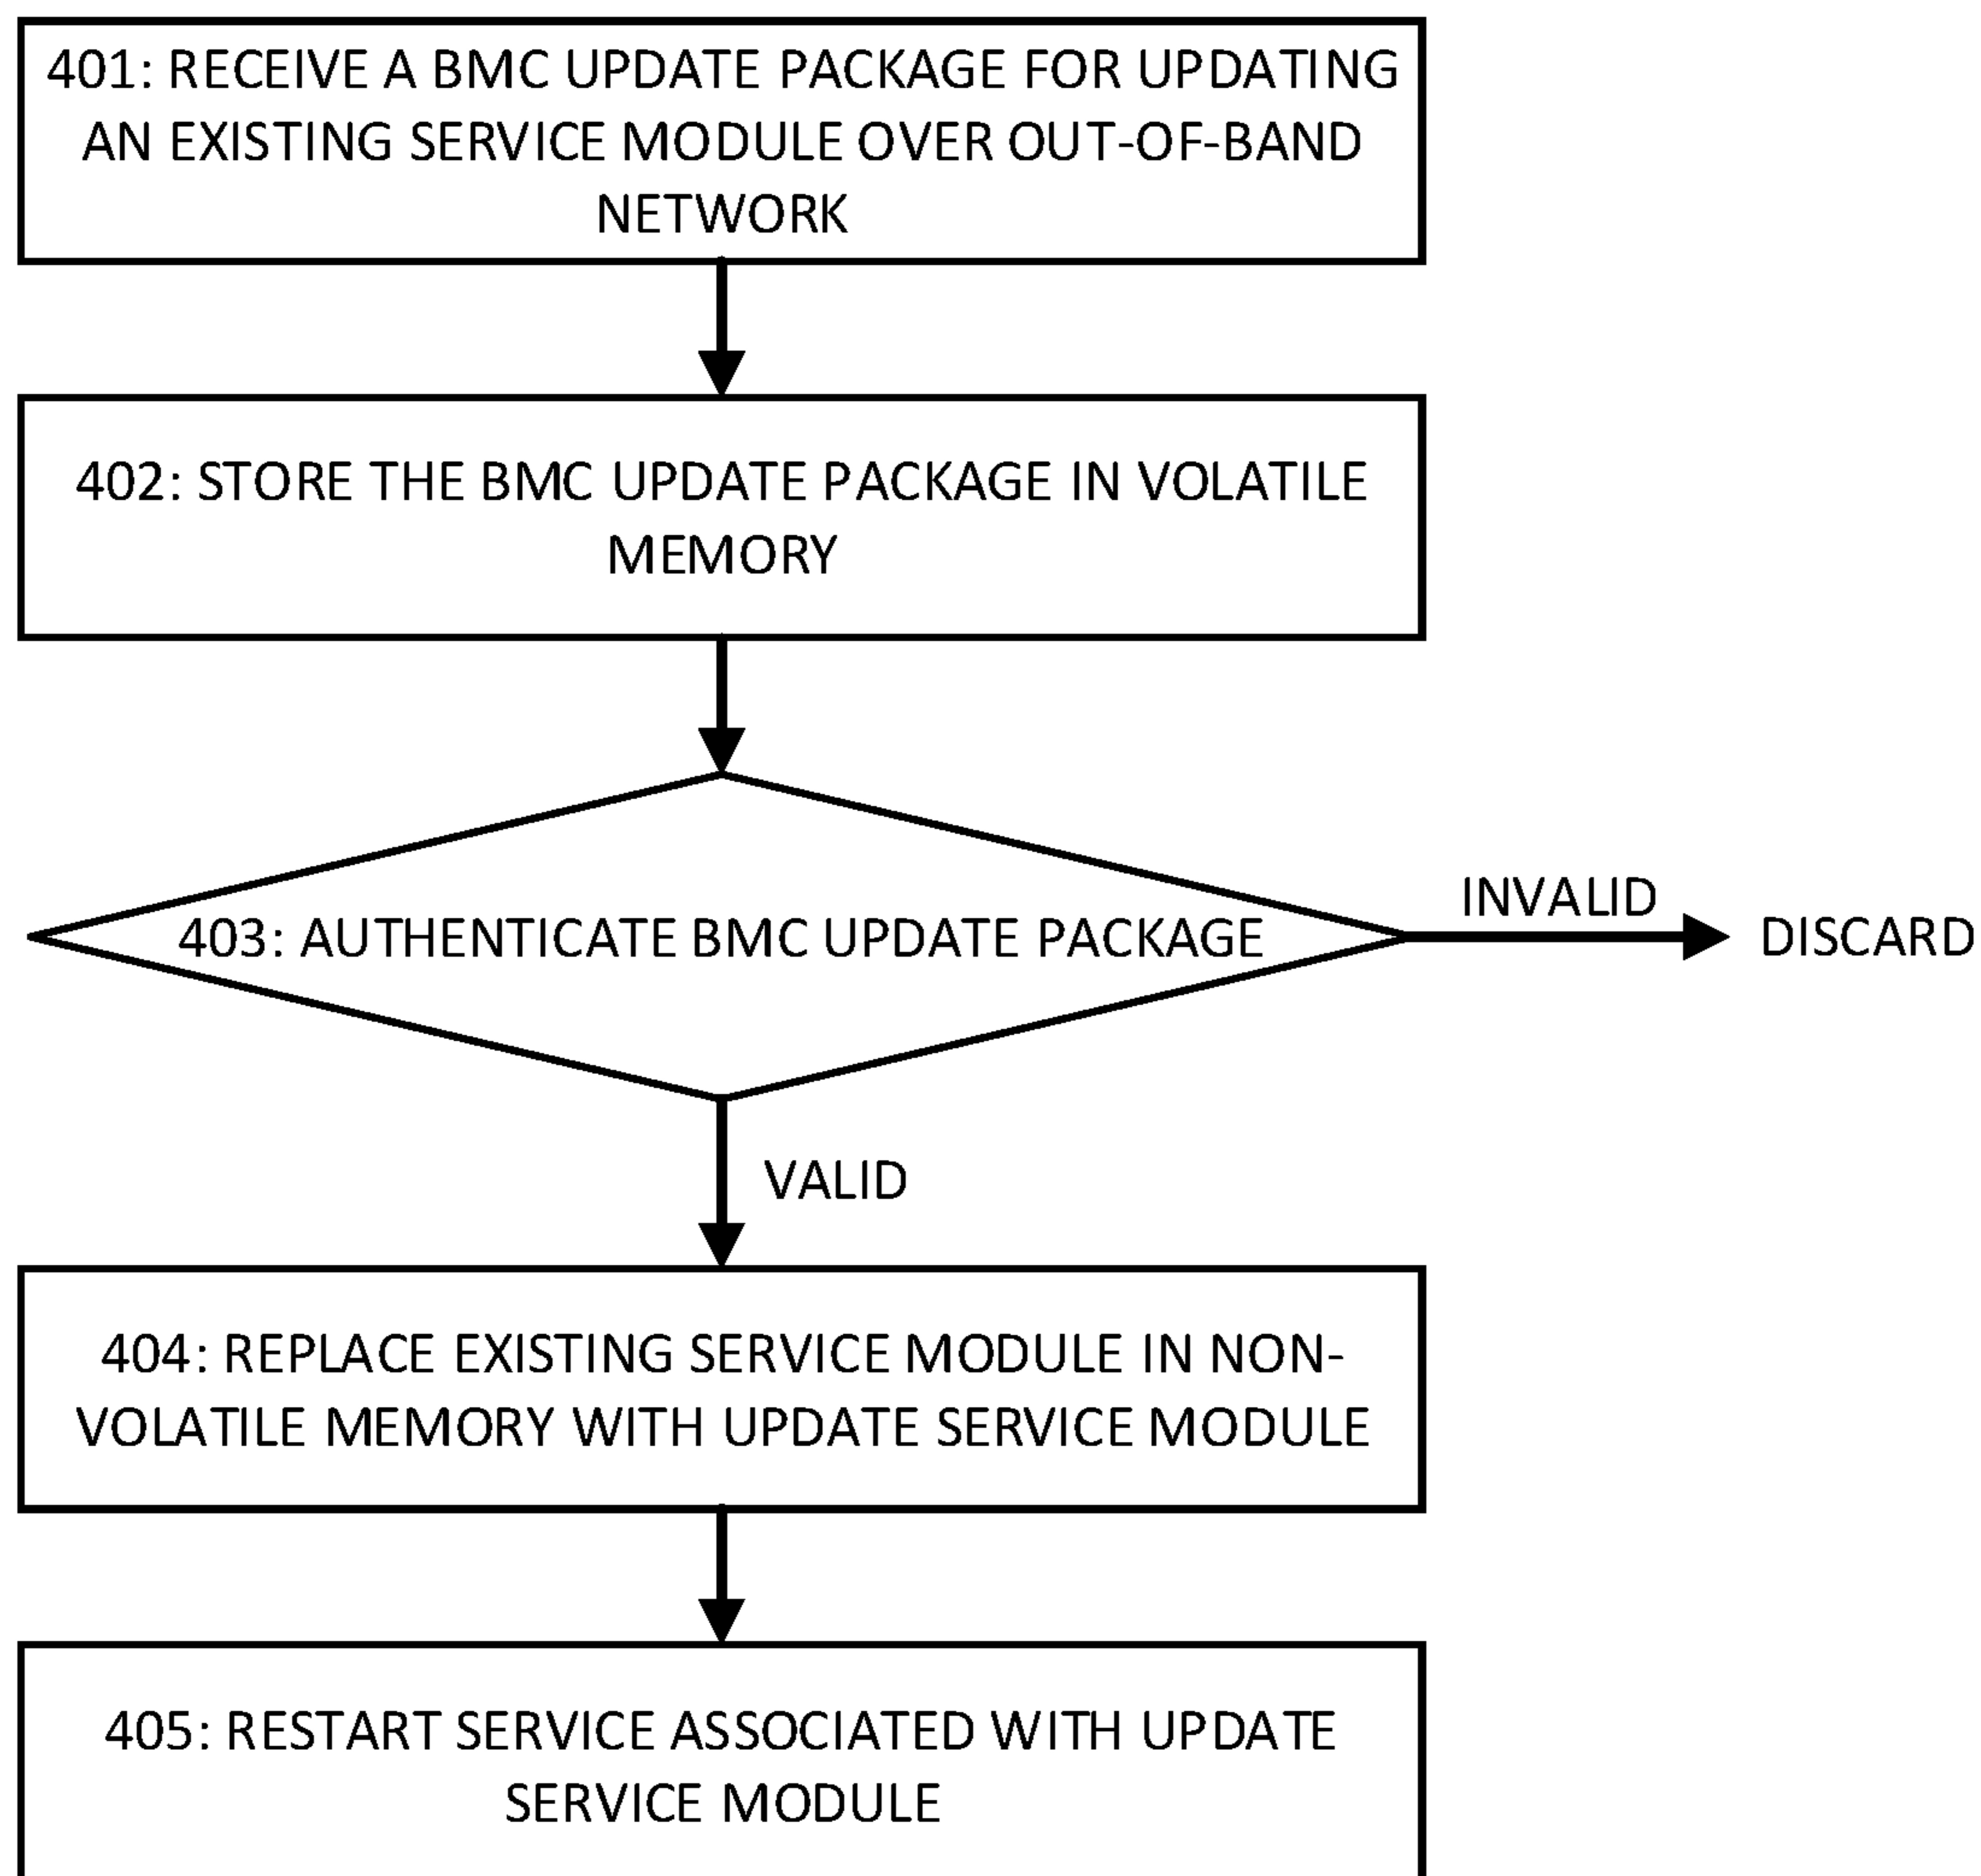 401: RECEIVE A BMC UPDATE PACKAGE FOR UPDATING
AN EXISTING SERVICE MODULE OVER OUT-OF-BAND
NETWORK
402: STORE THE BMC UPDATE PACKAGE IN VOLATILE
MEMORY
403: AUTHENTICATE BMC UPDATE PACKAGE
INVALID
DISCARD
VALID
404: REPLACE EXISTING SERVICE MODULE IN NON-
VOLATILE MEMORY WITH UPDATE SERVICE MODULE
405: RESTART SERVICE ASSOCIATED WITH UPDATE
SERVICE MODULE